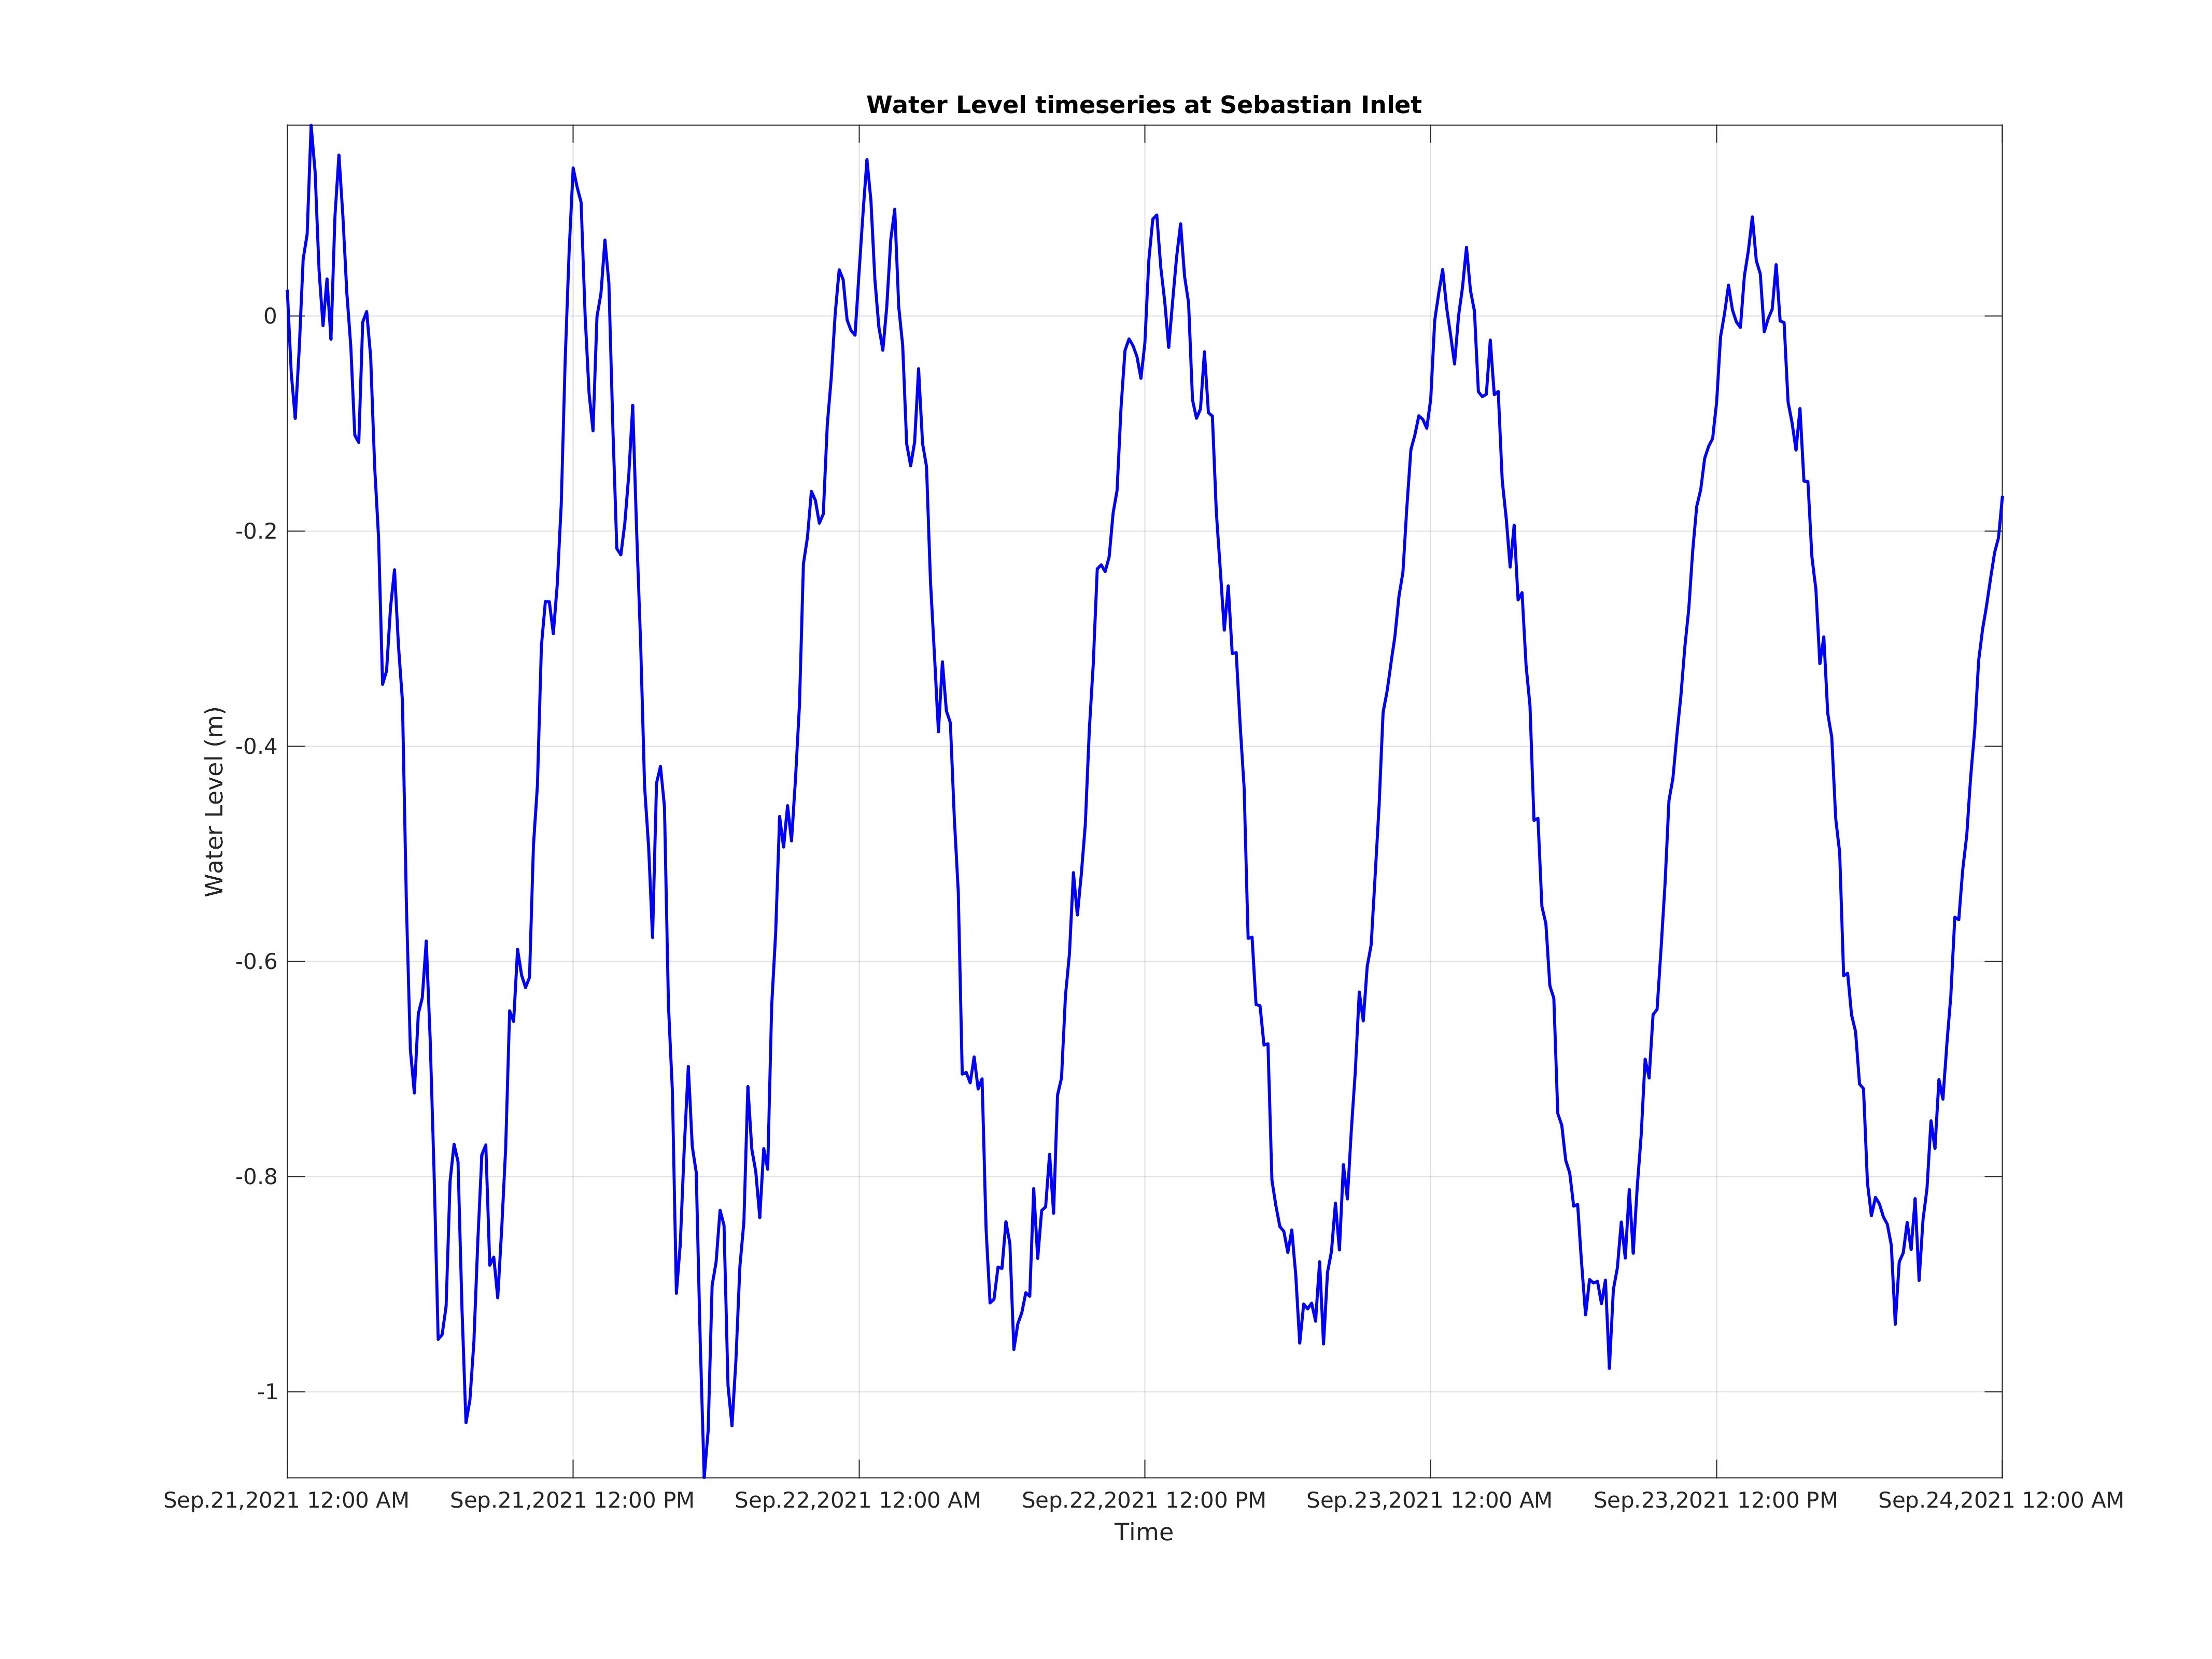 Water Level timeseries at Sebastian Inlet
Water Level (m)
0
-0.2
-0.4
-0.6
-0.8
-1
Sep.21,2021 12:00 AM
Sep.21,2021 12:00 PM
Sep.22,2021 12:00 AM
Sep.22,2021 12:00 PM
Sep.23,2021 12:00 AM
Sep.23,2021 12:00 PM
Sep.24,2021 12:00 AM
Time